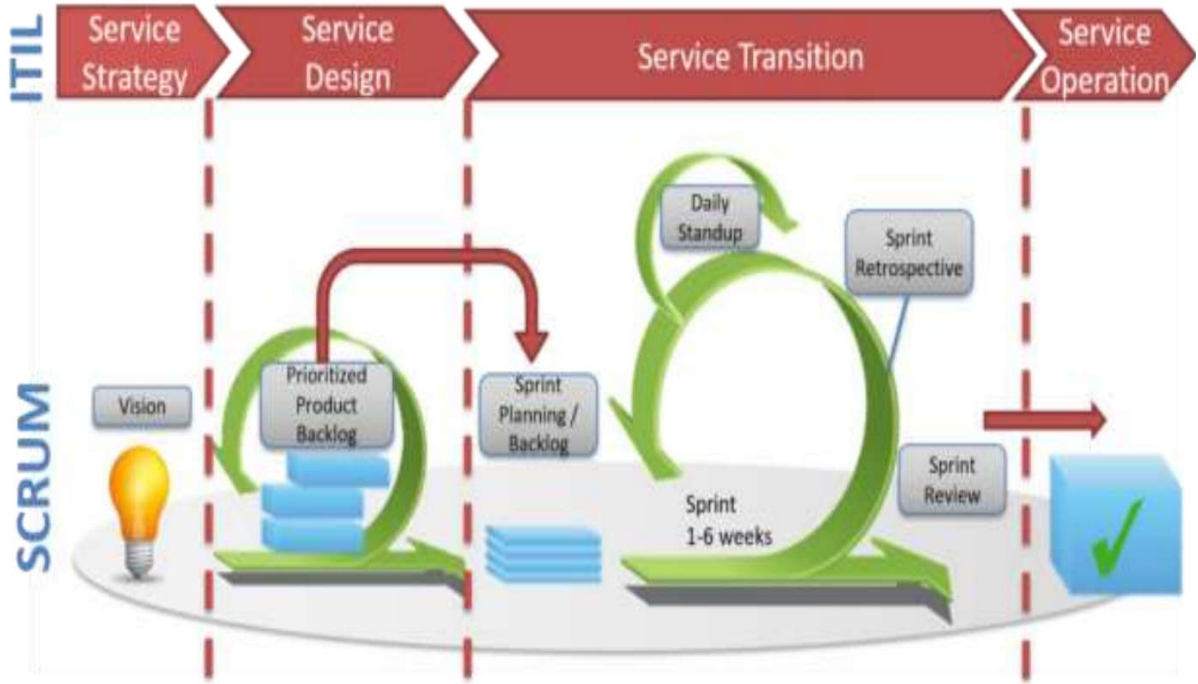 ITIL
Service
Strategy
Service
Design
Service Transition
Service
Operation
SCRUM
Vision
Prioritized
Product
Backlog
Sprint
Planning /
Backlog
Daily
Standup
Sprint
Retrospective
Sprint
Review
Sprint
1-6 weeks